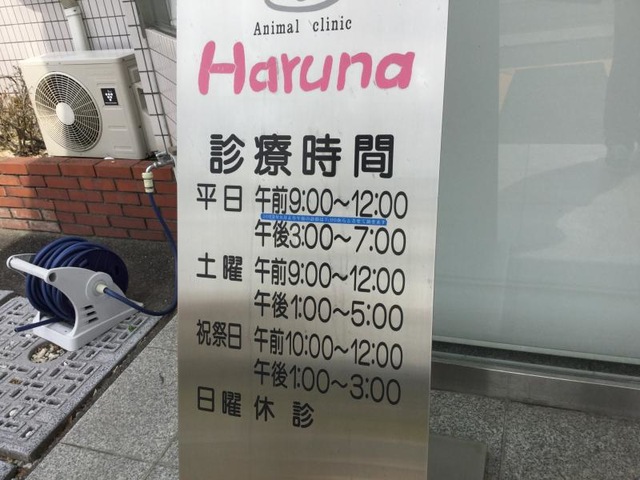 Animal clinic
Haruna
診療時間
平日 午前9:00～12:00
午後3:00～7:00
土曜 午前9:00～12:00
午後1:00～5:00
祝祭日 午前10:00～12:00
午後1:00～3:00
日曜 休診